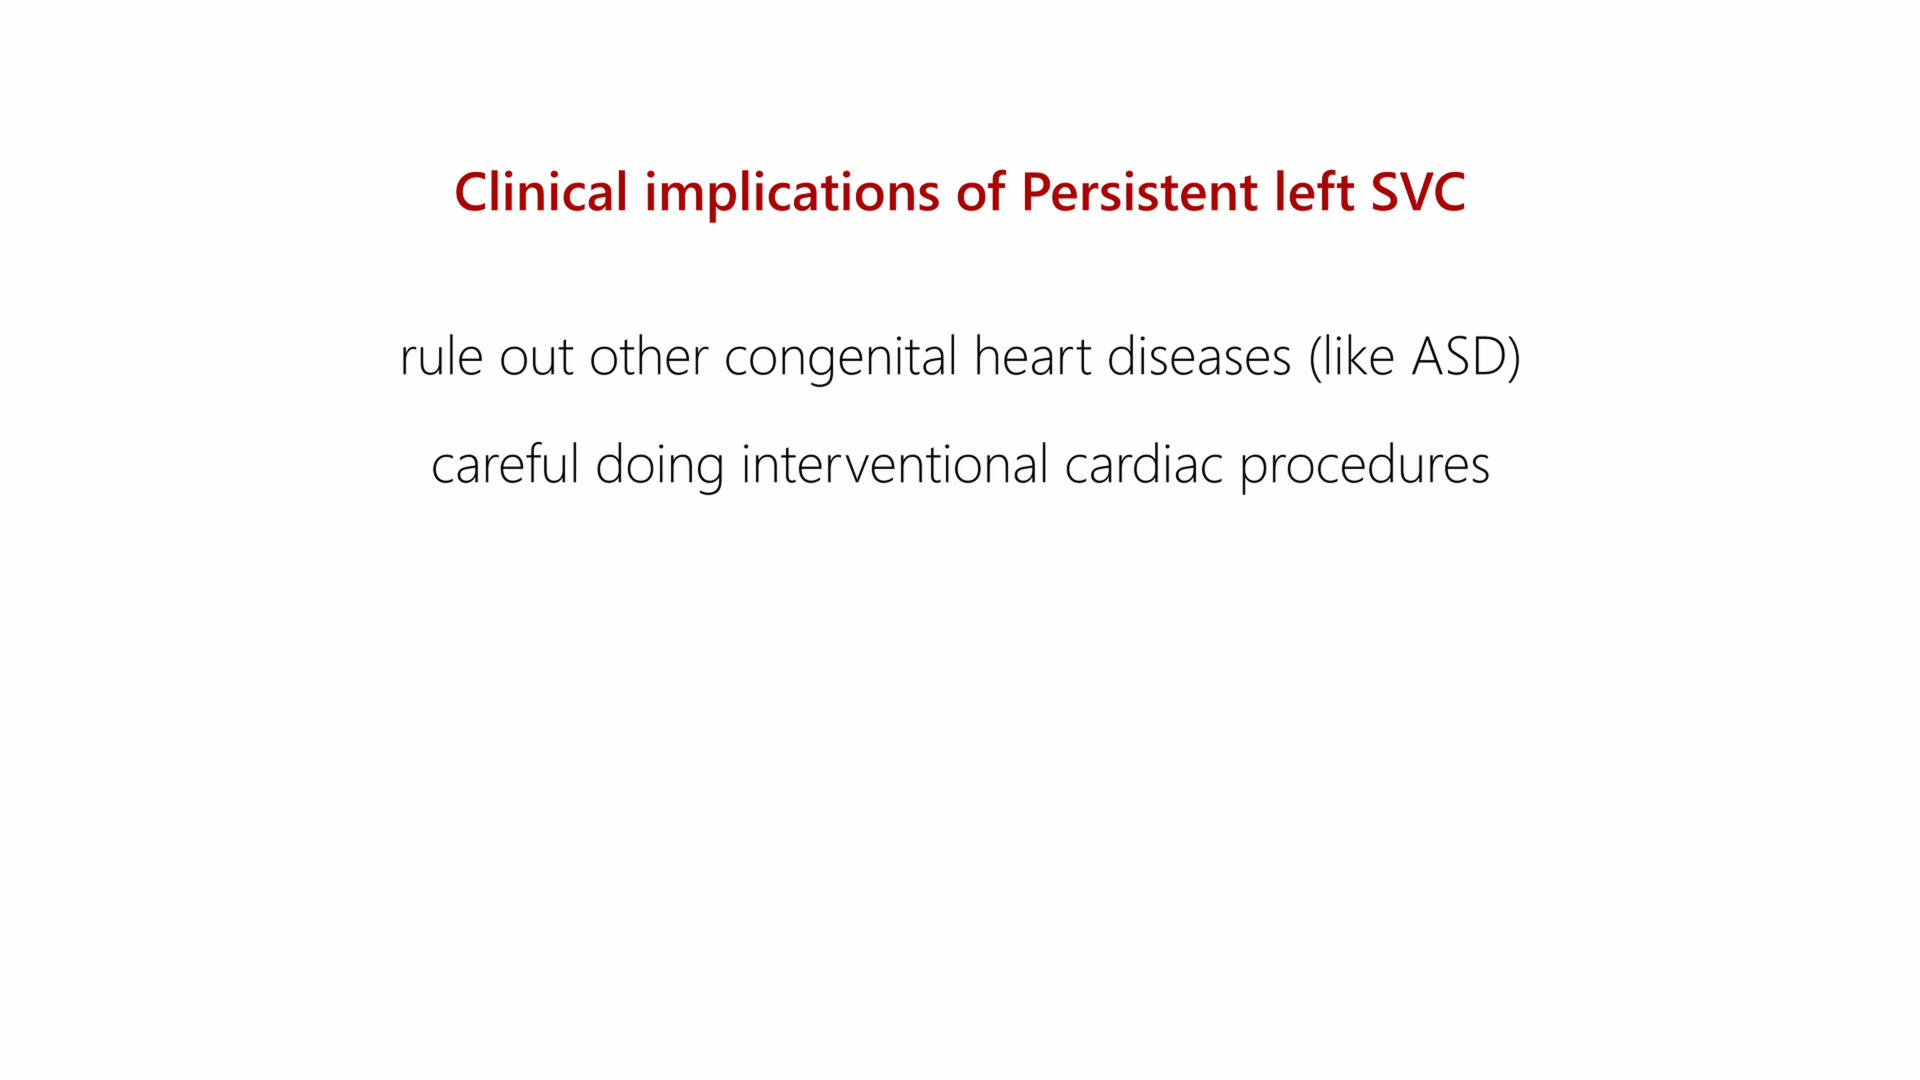 Clinical implications of Persistent left SVC
rule out other congenital heart diseases (like ASD)
careful doing interventional cardiac procedures